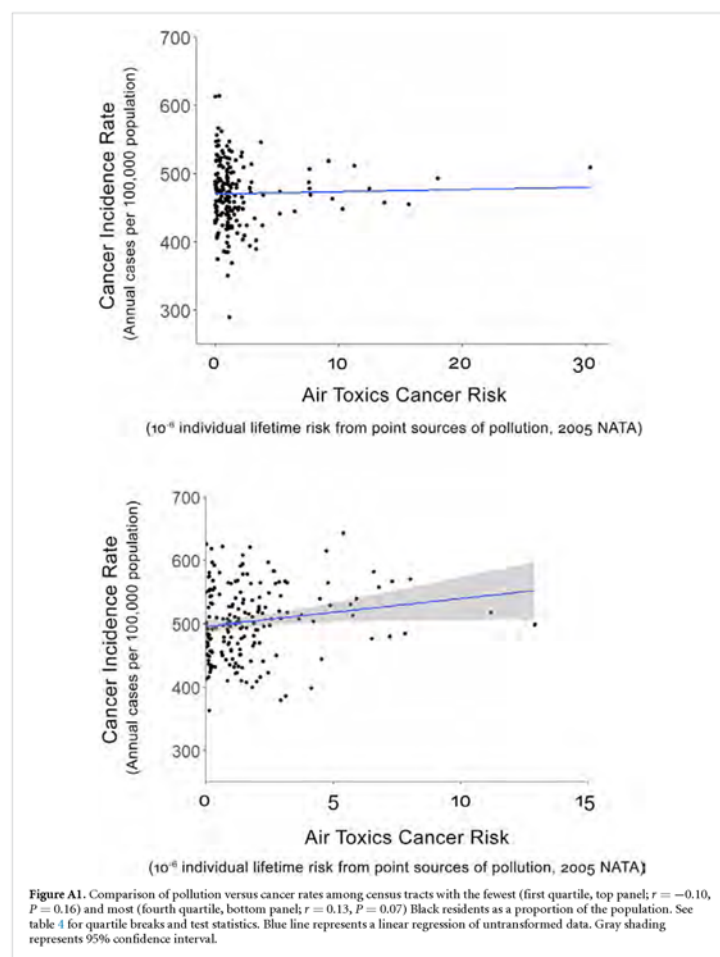 700
600
500
400
300
Cancer Incidence Rate
(Annual cases per 100,000 population)
0 10 20 30
Air Toxics Cancer Risk
(10⁻⁶ individual lifetime risk from point sources of pollution, 2005 NATA)
700
600
500
400
300
Cancer Incidence Rate
(Annual cases per 100,000 population)
0 5 10 15
Air Toxics Cancer Risk
(10⁻⁶ individual lifetime risk from point sources of pollution, 2005 NATA)
Figure A1. Comparison of pollution versus cancer rates among census tracts with the fewest (first quartile, top panel; r = −0.10,
P = 0.16) and most (fourth quartile, bottom panel; r = 0.13, P = 0.07) Black residents as a proportion of the population. See
table 4 for quartile breaks and test statistics. Blue line represents a linear regression of untransformed data. Gray shading
represents 95% confidence interval.